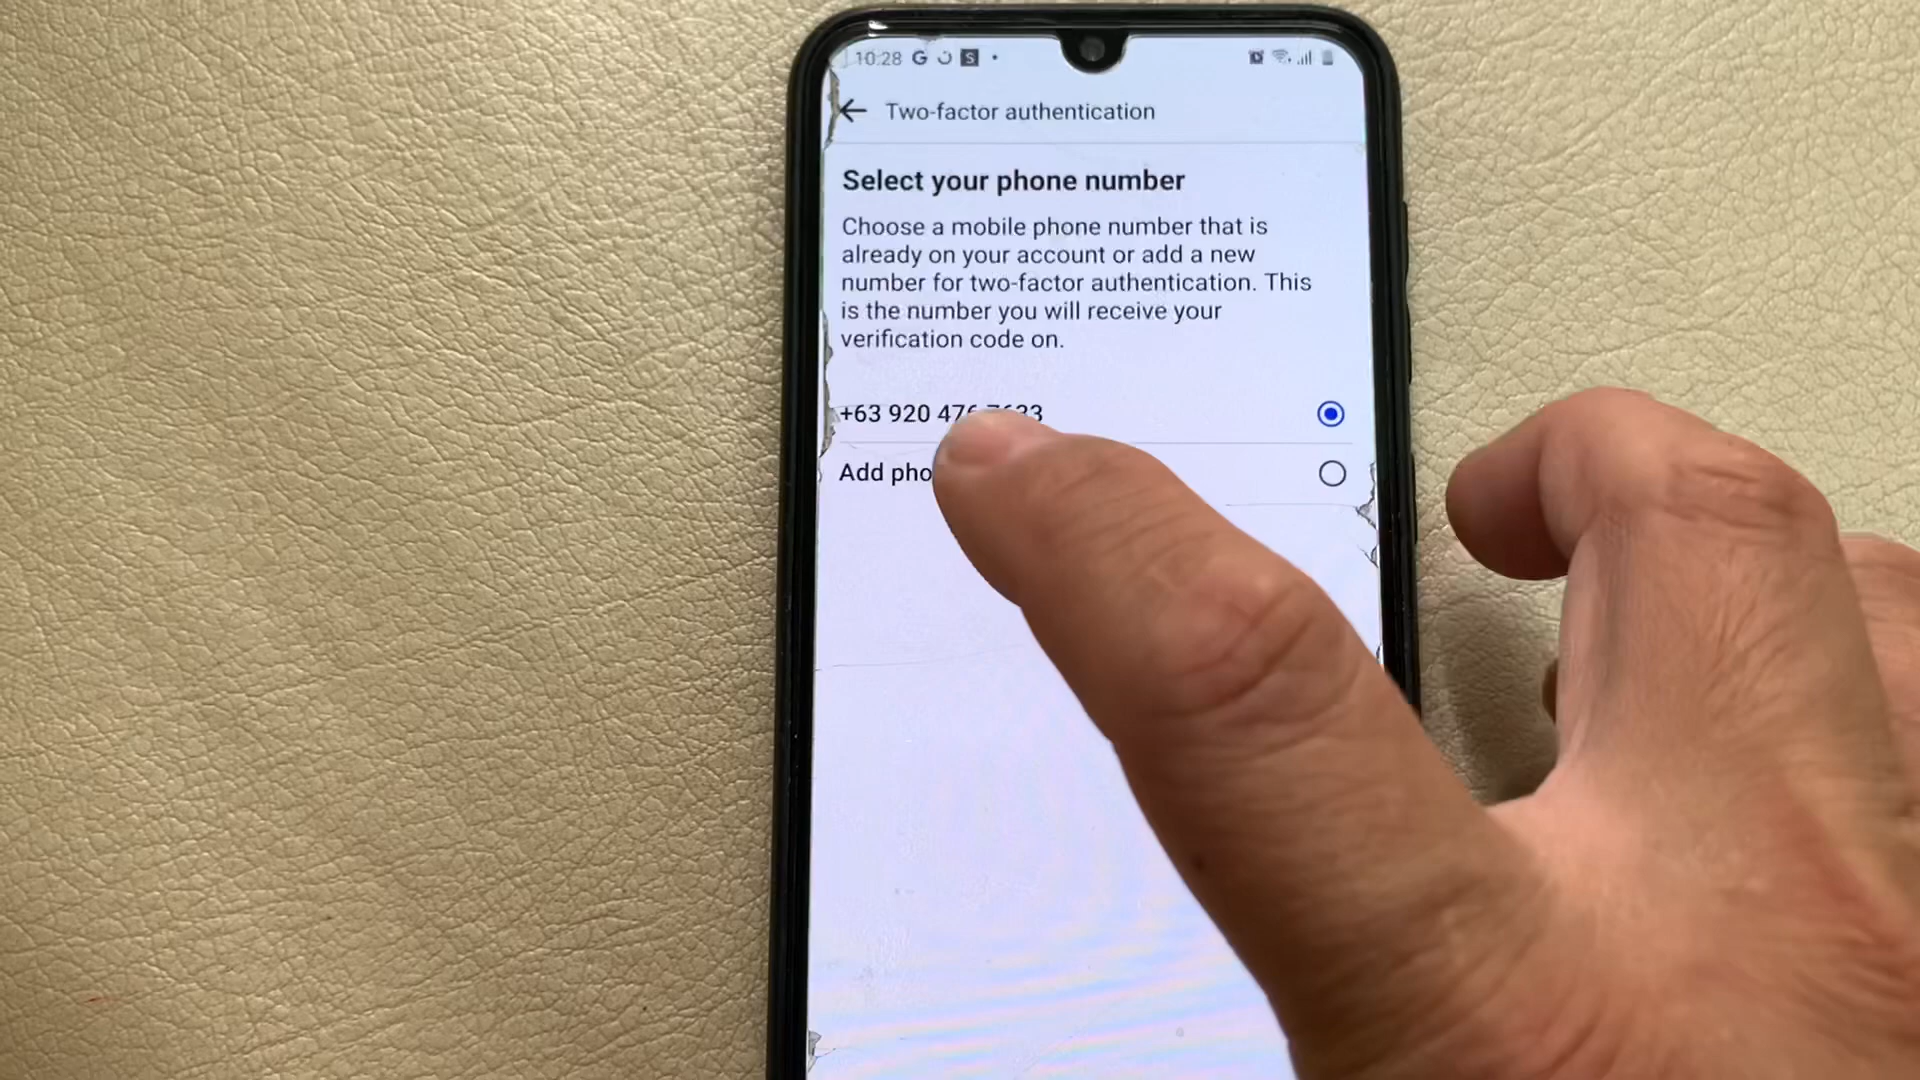 10:28 G S
Two-factor authentication
Select your phone number
Choose a mobile phone number that is
already on your account or add a new
number for two-factor authentication. This
is the number you will receive your
verification code on.
+63 920 476 7633
Add pho